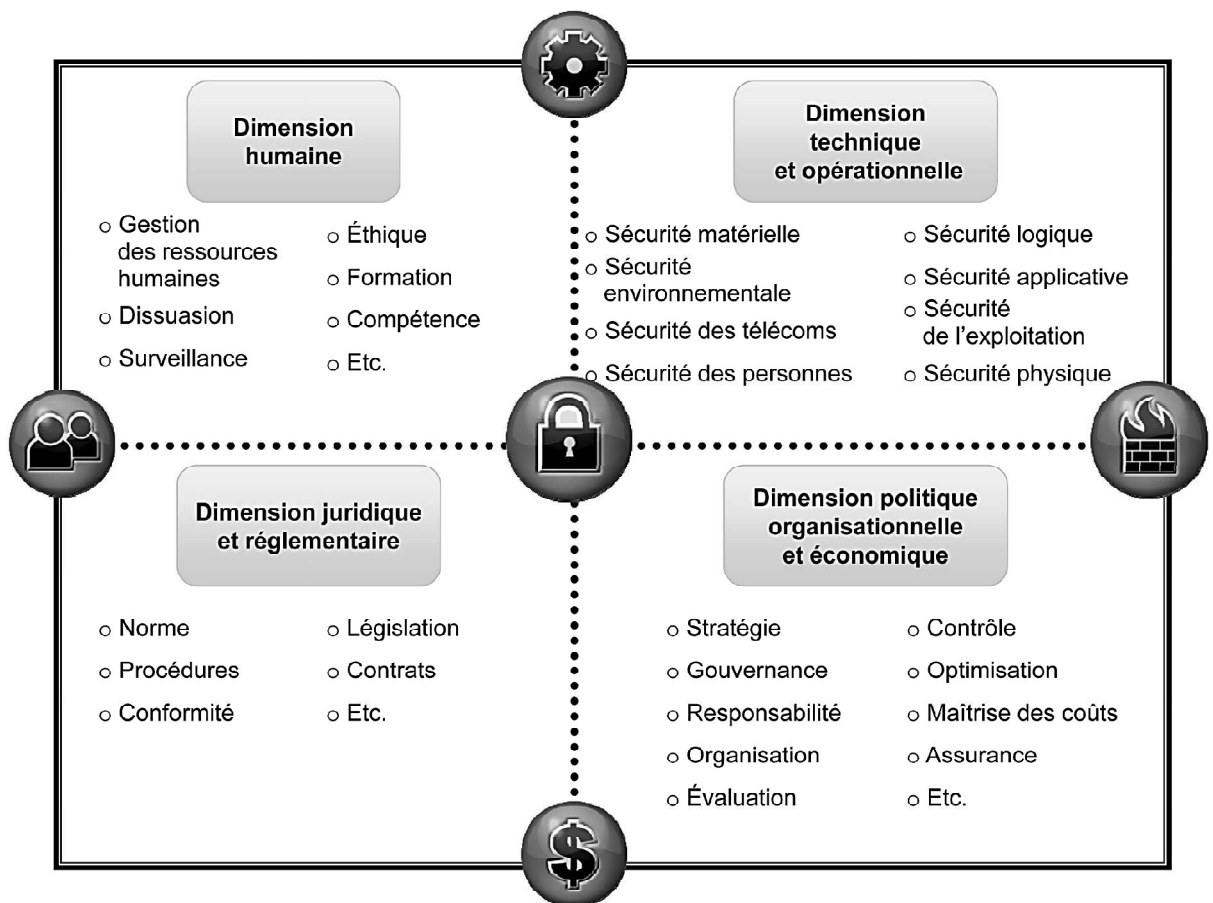 Dimension
humaine
○ Gestion
des ressources
humaines
○ Dissuasion
○ Surveillance
○ Éthique
○ Formation
○ Compétence
○ Etc.
Dimension
technique
et opérationnelle
○ Sécurité matérielle
○ Sécurité
environnementale
○ Sécurité des télécoms
○ Sécurité des personnes
○ Sécurité logique
○ Sécurité applicative
○ Sécurité
de l'exploitation
○ Sécurité physique
Dimension juridique
et réglementaire
○ Norme
○ Procédures
○ Conformité
○ Législation
○ Contrats
○ Etc.
Dimension politique
organisationnelle
et économique
○ Stratégie
○ Gouvernance
○ Responsabilité
○ Organisation
○ Évaluation
○ Contrôle
○ Optimisation
○ Maîtrise des coûts
○ Assurance
○ Etc.
$